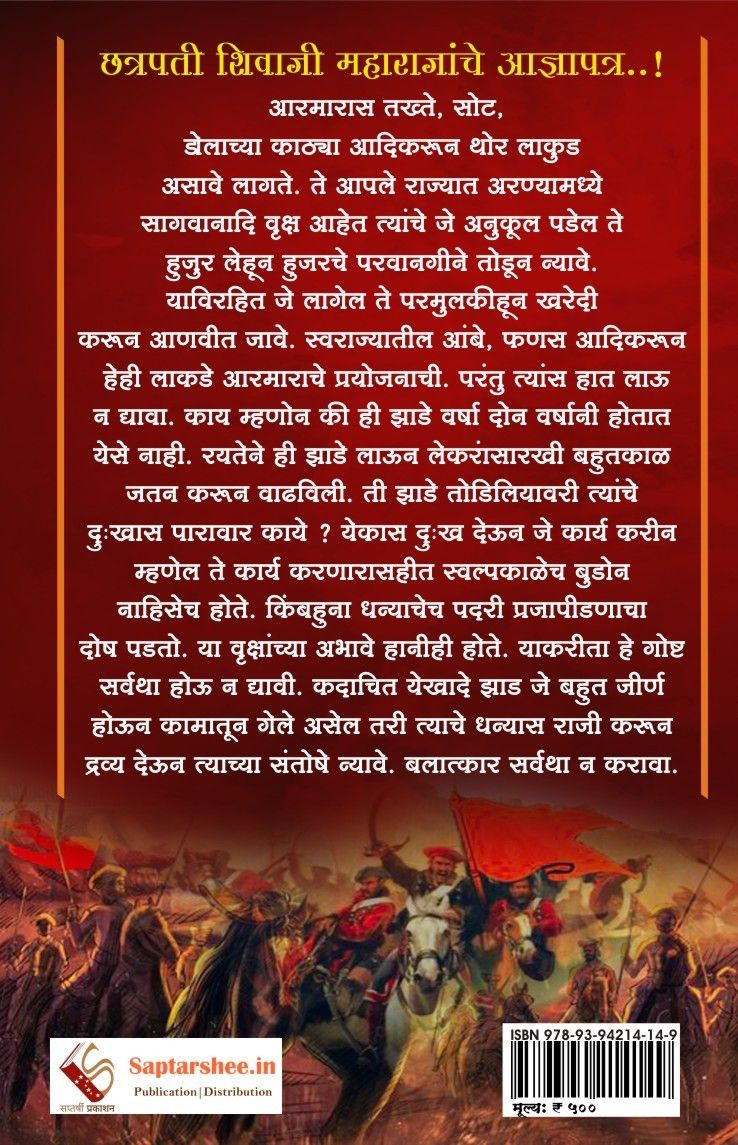 छत्रपती शिवाजी महाराजांचे आज्ञापत्र..!
आरमारास तख्ते, सोट,
डोलाच्या काठ्या आदिकरून थोर लाकुड
असावे लागते. ते आपले राज्यात अरण्यामध्ये
सागवानादि वृक्ष आहेत त्यांचे जे अनुकूल पडेल ते
हुजुर लेहून हुजरचे परवानगीने तोडून न्यावे.
याविरहित जे लागेल ते परमुलकीहून खरेदी
करून आणवीत जावे. स्वराज्यातील आंबे, फणस आदिकरून
हेही लाकडे आरमाराचे प्रयोजनाची. परंतु त्यांस हात लाऊ
न द्यावा. काय म्हणोन की ही झाडे वर्षा दोन वर्षानी होतात
येसे नाही. रयतेने ही झाडे लाऊन लेकरांसारखी बहुतकाळ
जतन करून वाढविली. ती झाडे तोडिलियावरी त्यांचे
दुःखास पारावार काये ? येकास दुःख देऊन जे कार्य करीन
म्हणेल ते कार्य करणारासहीत स्वल्पकाळेच बुडोन
नाहिसेच होते. किंबहुना धन्याचेच पदरी प्रजापीडणाचा
दोष पडतो. या वृक्षांच्या अभावे हानीही होते. याकरीता हे गोष्ट
सर्वथा होऊ न द्यावी. कदाचित येखादे झाड जे बहुत जीर्ण
होऊन कामातून गेले असेल तरी त्याचे धन्यास राजी करून
द्रव्य देऊन त्याच्या संतोषे न्यावे. बलात्कार सर्वथा न करावा.
Saptarshee.in
Publication|Distribution
सप्तर्षी प्रकाशन
ISBN 978-93-94214-14-9
मूल्य: ₹ ५००